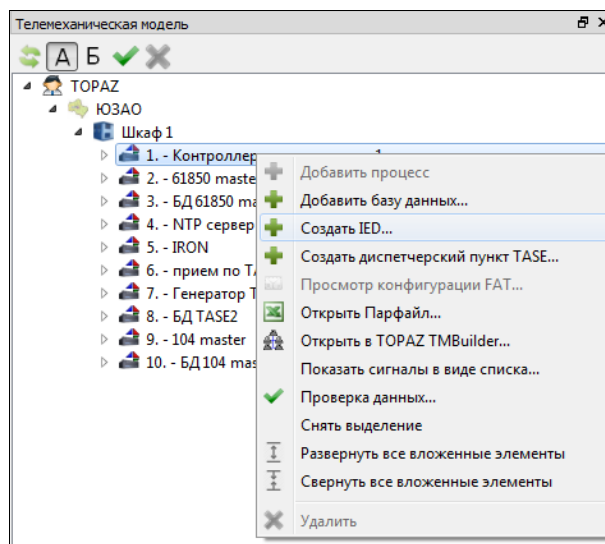 Телемеханическая модель
А Б
TOPAZ
ЮЗАО
Шкаф 1
1. - Контроллер
2. - 61850 maste
3. - БД 61850 ma
4. - NTP сервер
5. - IRON
6. - прием по TA
7. - Генератор T
8. - БД TASE2
9. - 104 master
10. - БД 104 mas
Добавить процесс
Добавить базу данных...
Создать IED...
Создать диспетчерский пункт TASE...
Просмотр конфигурации FAT...
Открыть Парфайл...
Открыть в TOPAZ TMBuilder...
Показать сигналы в виде списка...
Проверка данных...
Снять выделение
Развернуть все вложенные элементы
Свернуть все вложенные элементы
Удалить